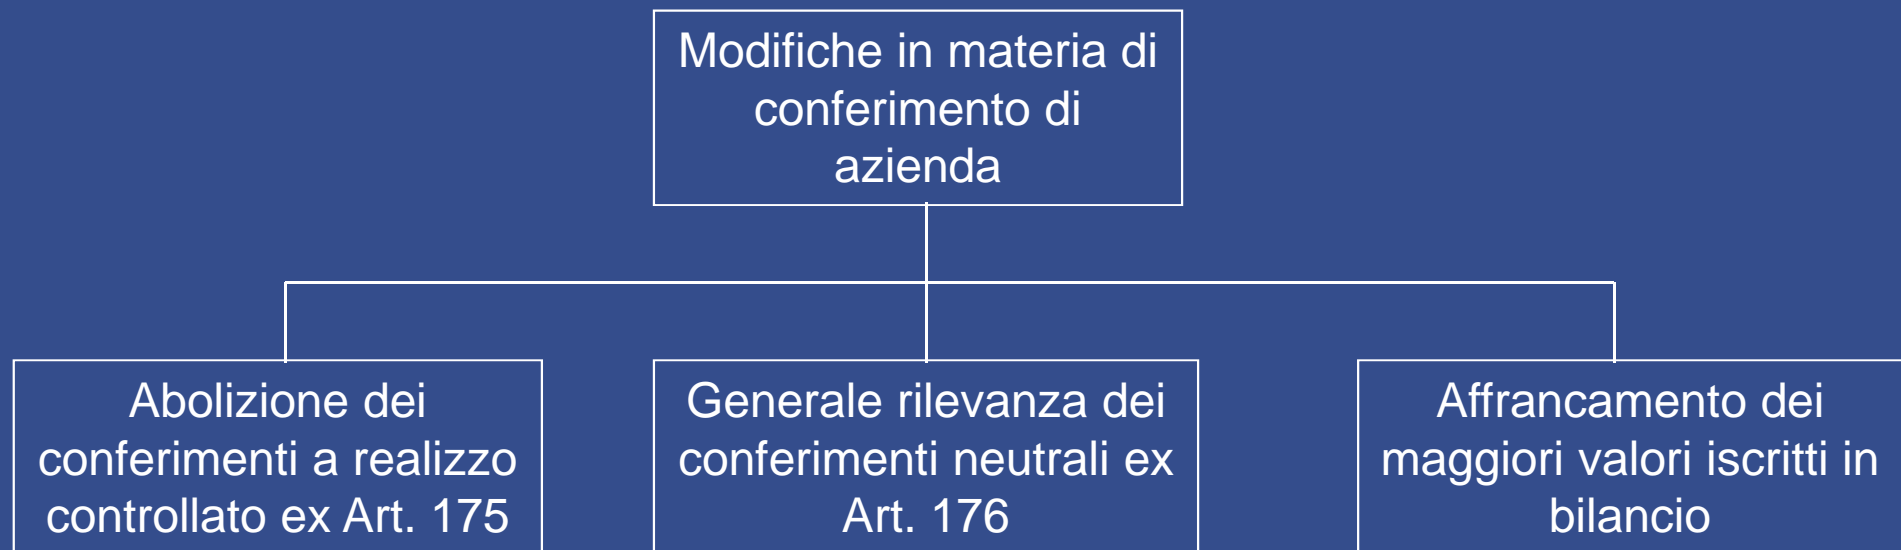 Modifiche in materia di
conferimento di
azienda
Abolizione dei
conferimenti a realizzo
controllato ex Art. 175
Generale rilevanza dei
conferimenti neutrali ex
Art. 176
Affrancamento dei
maggiori valori iscritti in
bilancio